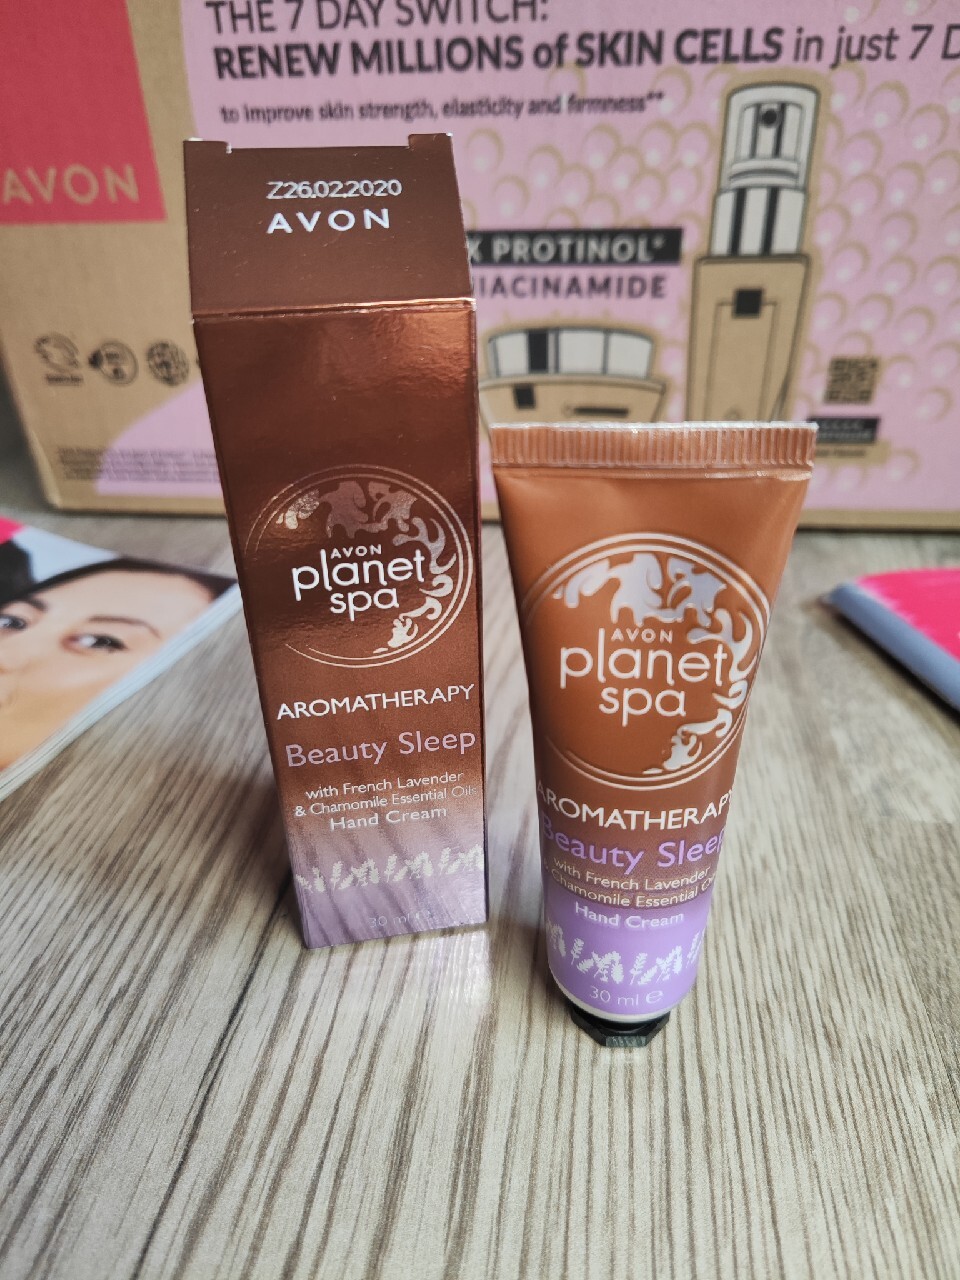 THE 7 DAY SWITCH:
RENEW MILLIONS of SKIN CELLS in just 7 D
to improve skin strength, elasticity and firmness**
AVON
X PROTINOL*
NIACINAMIDE
Z26.02.2020
AVON
AVON
planet
spa
AROMATHERAPY
Beauty Sleep
with French Lavender
& Chamomile Essential Oils
Hand Cream
30 ml e
AVON
planet
spa
AROMATHERAPY
Beauty Sleep
with French Lavender
& Chamomile Essential O
Hand Cream
30 ml e